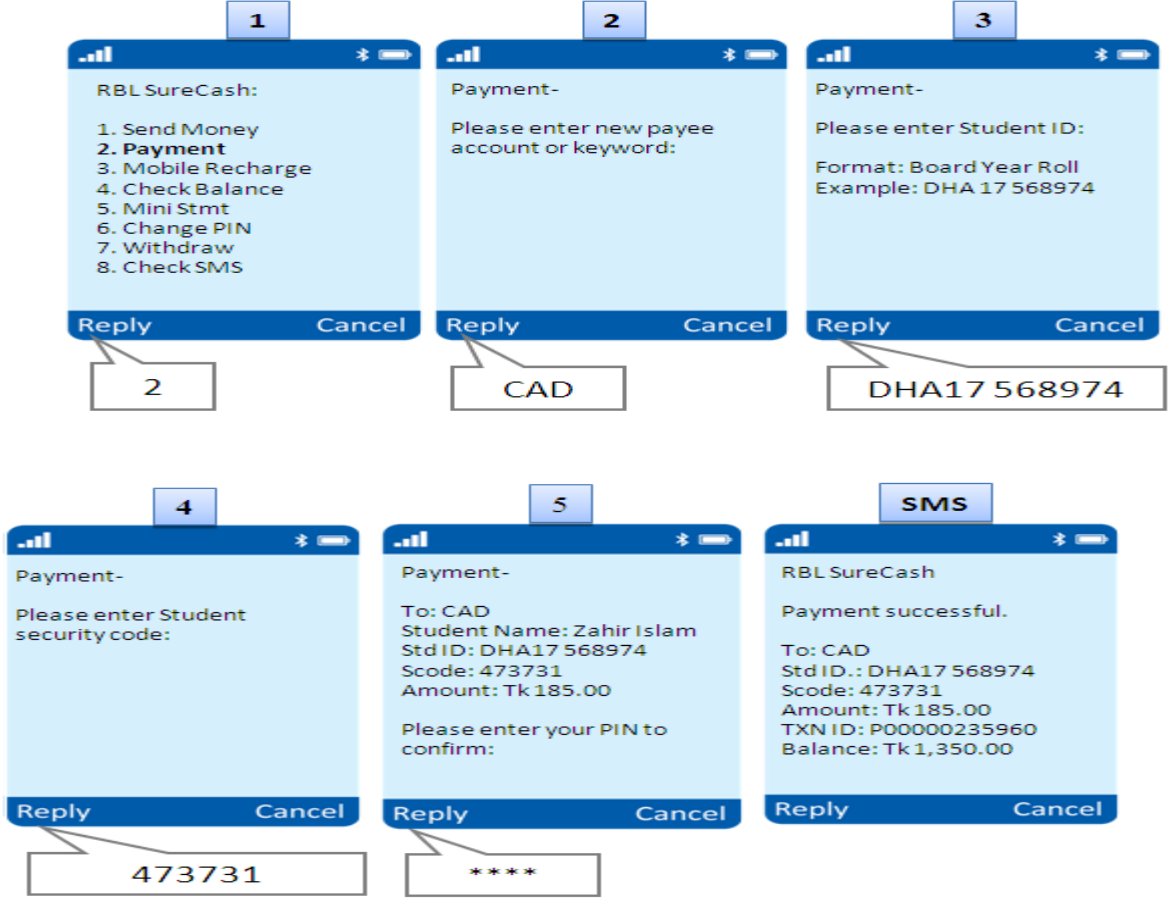 1
RBL SureCash:
1. Send Money
2. Payment
3. Mobile Recharge
4. Check Balance
5. Mini Stmt
6. Change PIN
7. Withdraw
8. Check SMS
Reply Cancel
2
2
Payment-
Please enter new payee
account or keyword:
Reply Cancel
CAD
3
Payment-
Please enter Student ID:
Format: Board Year Roll
Example: DHA 17 568974
Reply Cancel
DHA17 568974
4
Payment-
Please enter Student
security code:
Reply Cancel
473731
5
Payment-
To: CAD
Student Name: Zahir Islam
Std ID: DHA17 568974
Scode: 473731
Amount: Tk 185.00
Please enter your PIN to
confirm:
Reply Cancel
****
SMS
RBL SureCash
Payment successful.
To: CAD
Std ID.: DHA17 568974
Scode: 473731
Amount: Tk 185.00
TXN ID: P00000235960
Balance: Tk 1,350.00
Reply Cancel